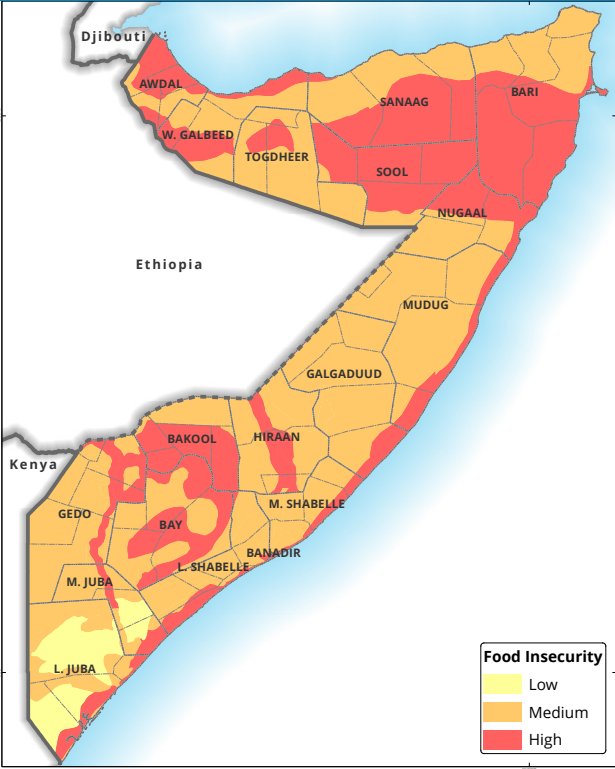 Djibouti
AWDAL
SANAAG
BARI
W. GALBEED
TOGDHEER
SOOL
NUGAAL
Ethiopia
MUDUG
GALGADUUD
BAKOOL
HIRAAN
Kenya
GEDO
BAY
M. SHABELLE
BANADIR
L. SHABELLE
M. JUBA
L. JUBA
Food Insecurity
Low
Medium
High